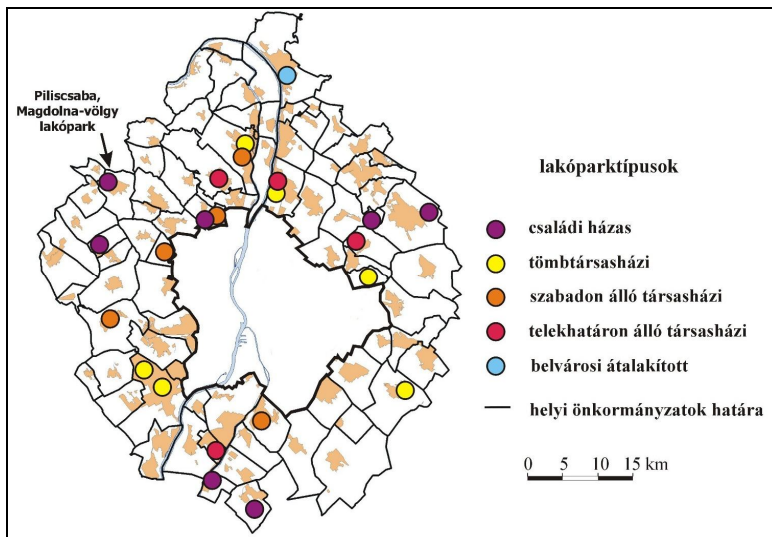 Piliscsaba,
Magdolna-völgy
lakópark
lakóparktípusok
családi házas
tömbtársasházi
szabadon álló társasházi
telekhatáron álló társasházi
belvárosi átalakított
helyi önkormányzatok határa
0 5 10 15 km